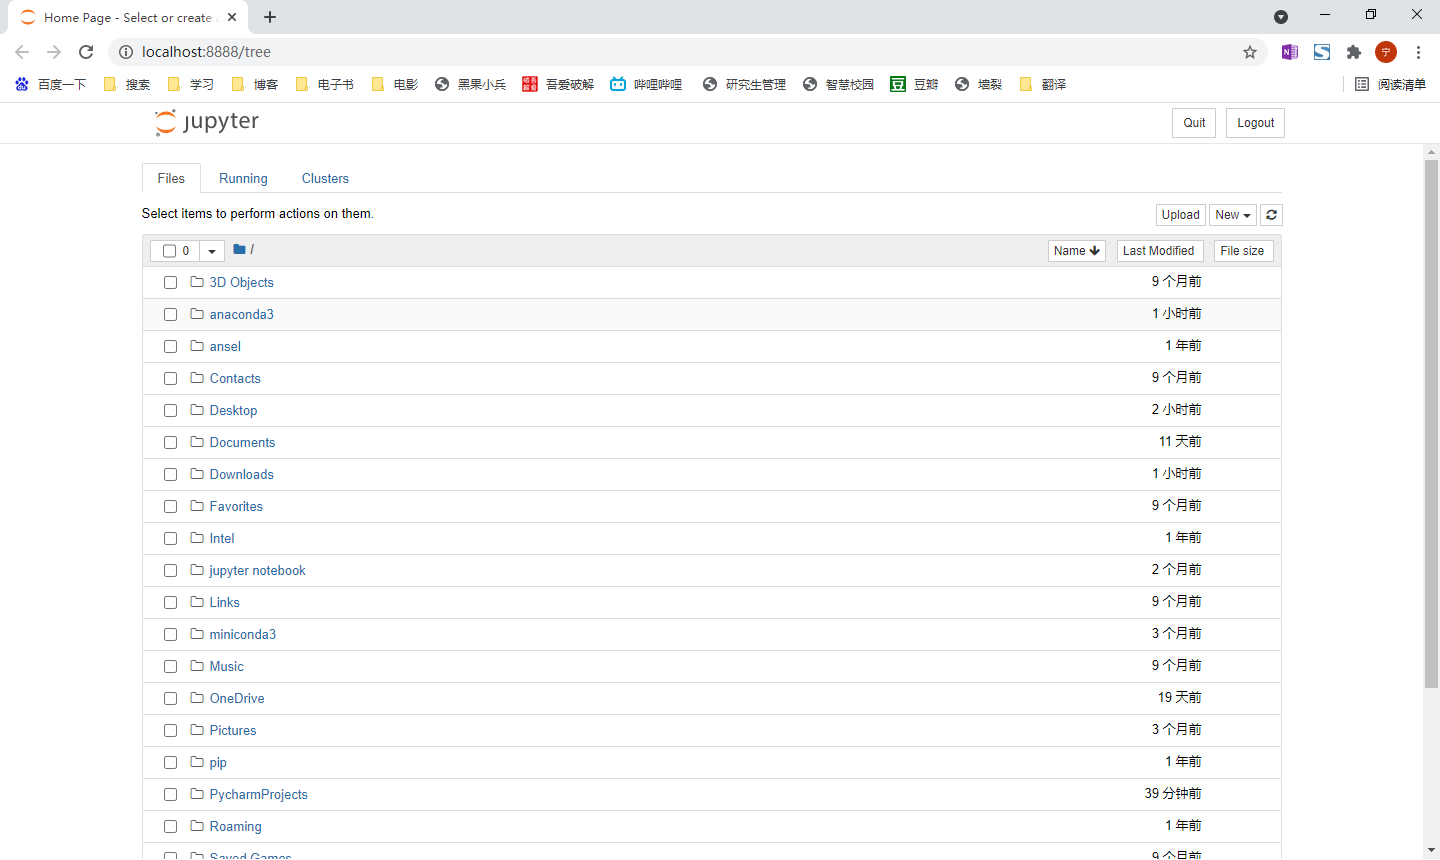 Home Page - Select or create
localhost:8888/tree
宁
百度一下 搜索 学习 博客 电子书 电影 黑果小兵 吾爱破解 哔哩哔哩 研究生管理 智慧校园 豆瓣 墙裂 翻译 阅读清单
jupyter
Quit Logout
Files Running Clusters
Select items to perform actions on them.
Upload New
0 / Name Last Modified File size
3D Objects 9 个月前
anaconda3 1 小时前
ansel 1 年前
Contacts 9 个月前
Desktop 2 小时前
Documents 11 天前
Downloads 1 小时前
Favorites 9 个月前
Intel 1 年前
jupyter notebook 2 个月前
Links 9 个月前
miniconda3 3 个月前
Music 9 个月前
OneDrive 19 天前
Pictures 3 个月前
pip 1 年前
PycharmProjects 39 分钟前
Roaming 1 年前
Saved Games 9 个月前